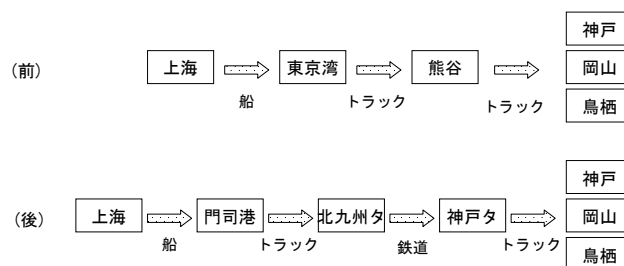 神戸
(前) 上海 東京湾 熊谷 岡山
船 トラック トラック 鳥栖
神戸
(後) 上海 門司港 北九州タ 神戸タ 岡山
船 トラック 鉄道 トラック 鳥栖